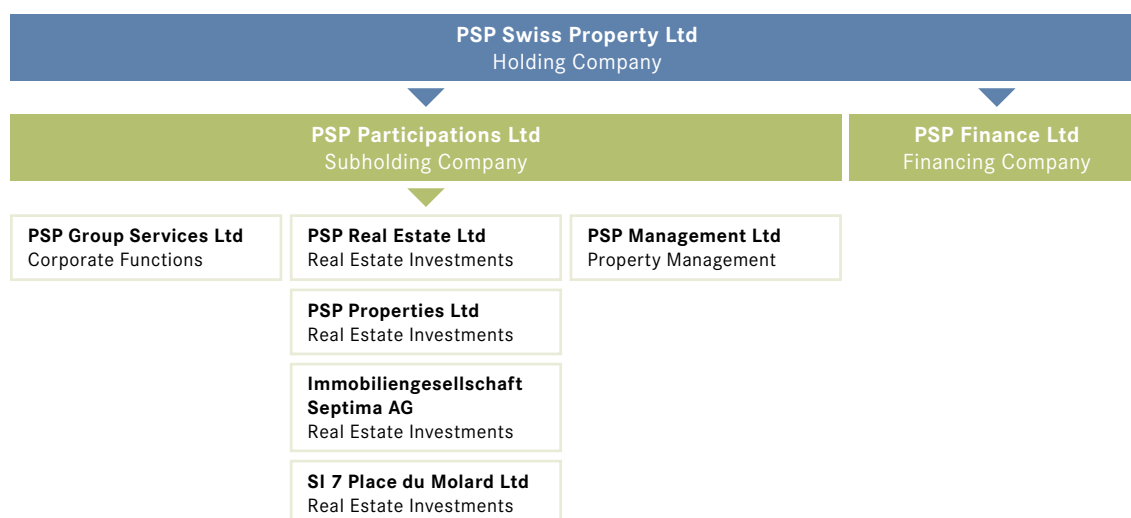 PSP Swiss Property Ltd
Holding Company
PSP Participations Ltd
Subholding Company
PSP Finance Ltd
Financing Company
PSP Group Services Ltd
Corporate Functions
PSP Real Estate Ltd
Real Estate Investments
PSP Management Ltd
Property Management
PSP Properties Ltd
Real Estate Investments
Immobiliengesellschaft
Septima AG
Real Estate Investments
SI 7 Place du Molard Ltd
Real Estate Investments